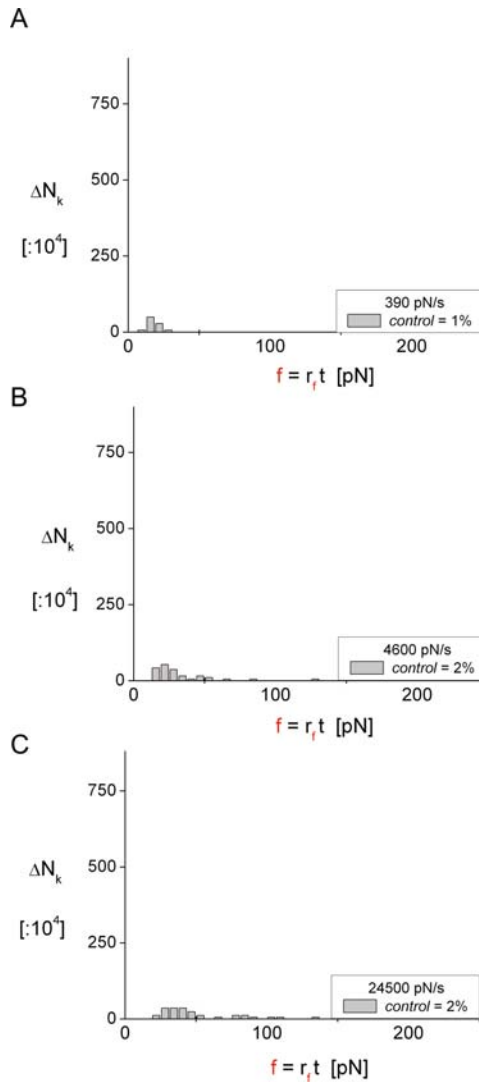 A
750
500
ΔN_k
250
[:10^4]
0
390 pN/s
control = 1%
0 100 200
f = r_f t [pN]
B
750
500
ΔN_k
250
[:10^4]
0
4600 pN/s
control = 2%
0 100 200
f = r_f t [pN]
C
750
500
ΔN_k
250
[:10^4]
0
24500 pN/s
control = 2%
0 100 200
f = r_f t [pN]